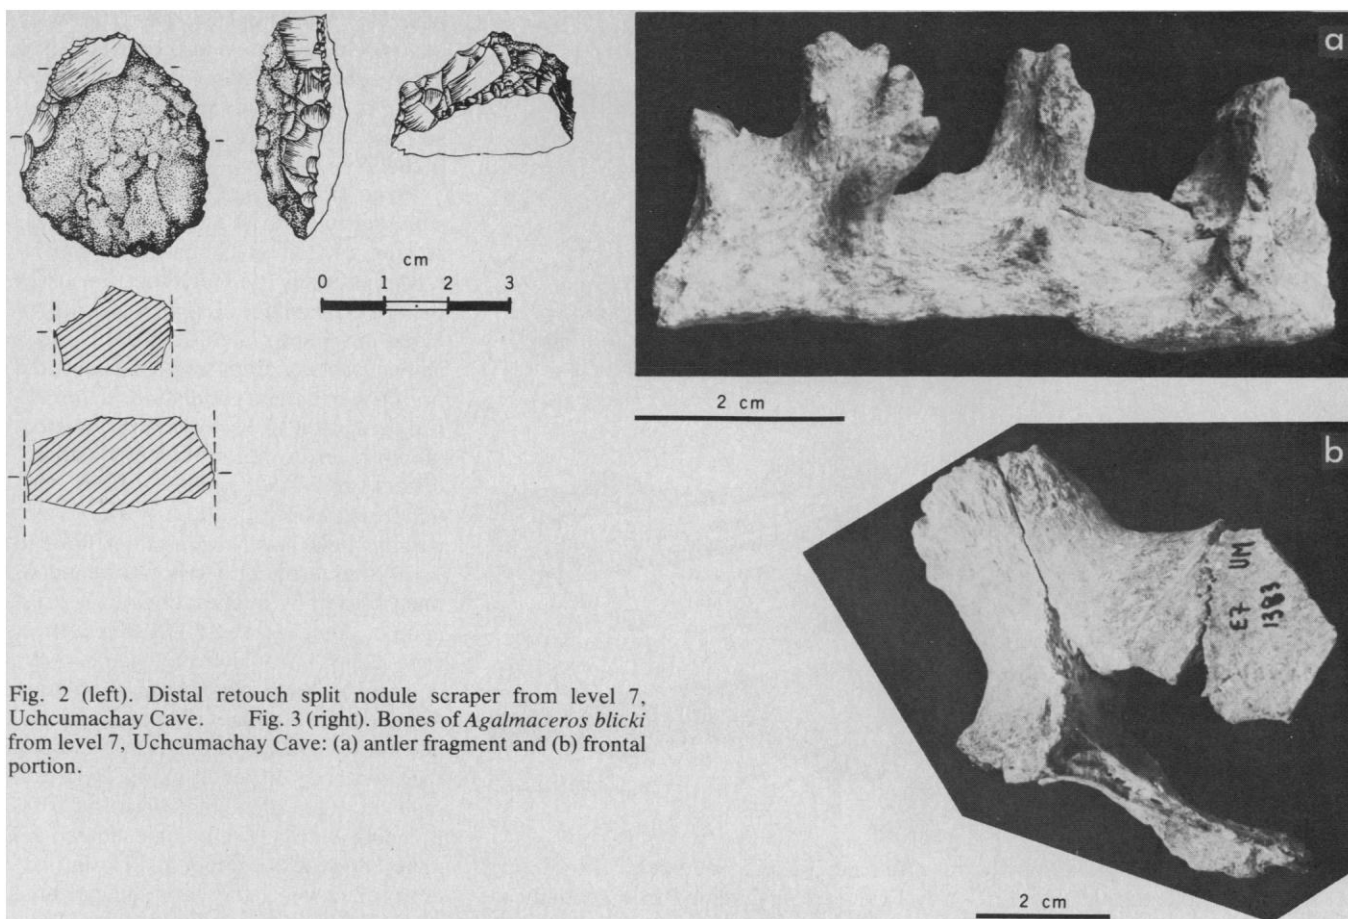 cm
0 1 2 3
a
2 cm
b
E7 UM
1383
2 cm
Fig. 2 (left). Distal retouch split nodule scraper from level 7,
Uchcumachay Cave. Fig. 3 (right). Bones of Agalmaceros blicki
from level 7, Uchcumachay Cave: (a) antler fragment and (b) frontal
portion.